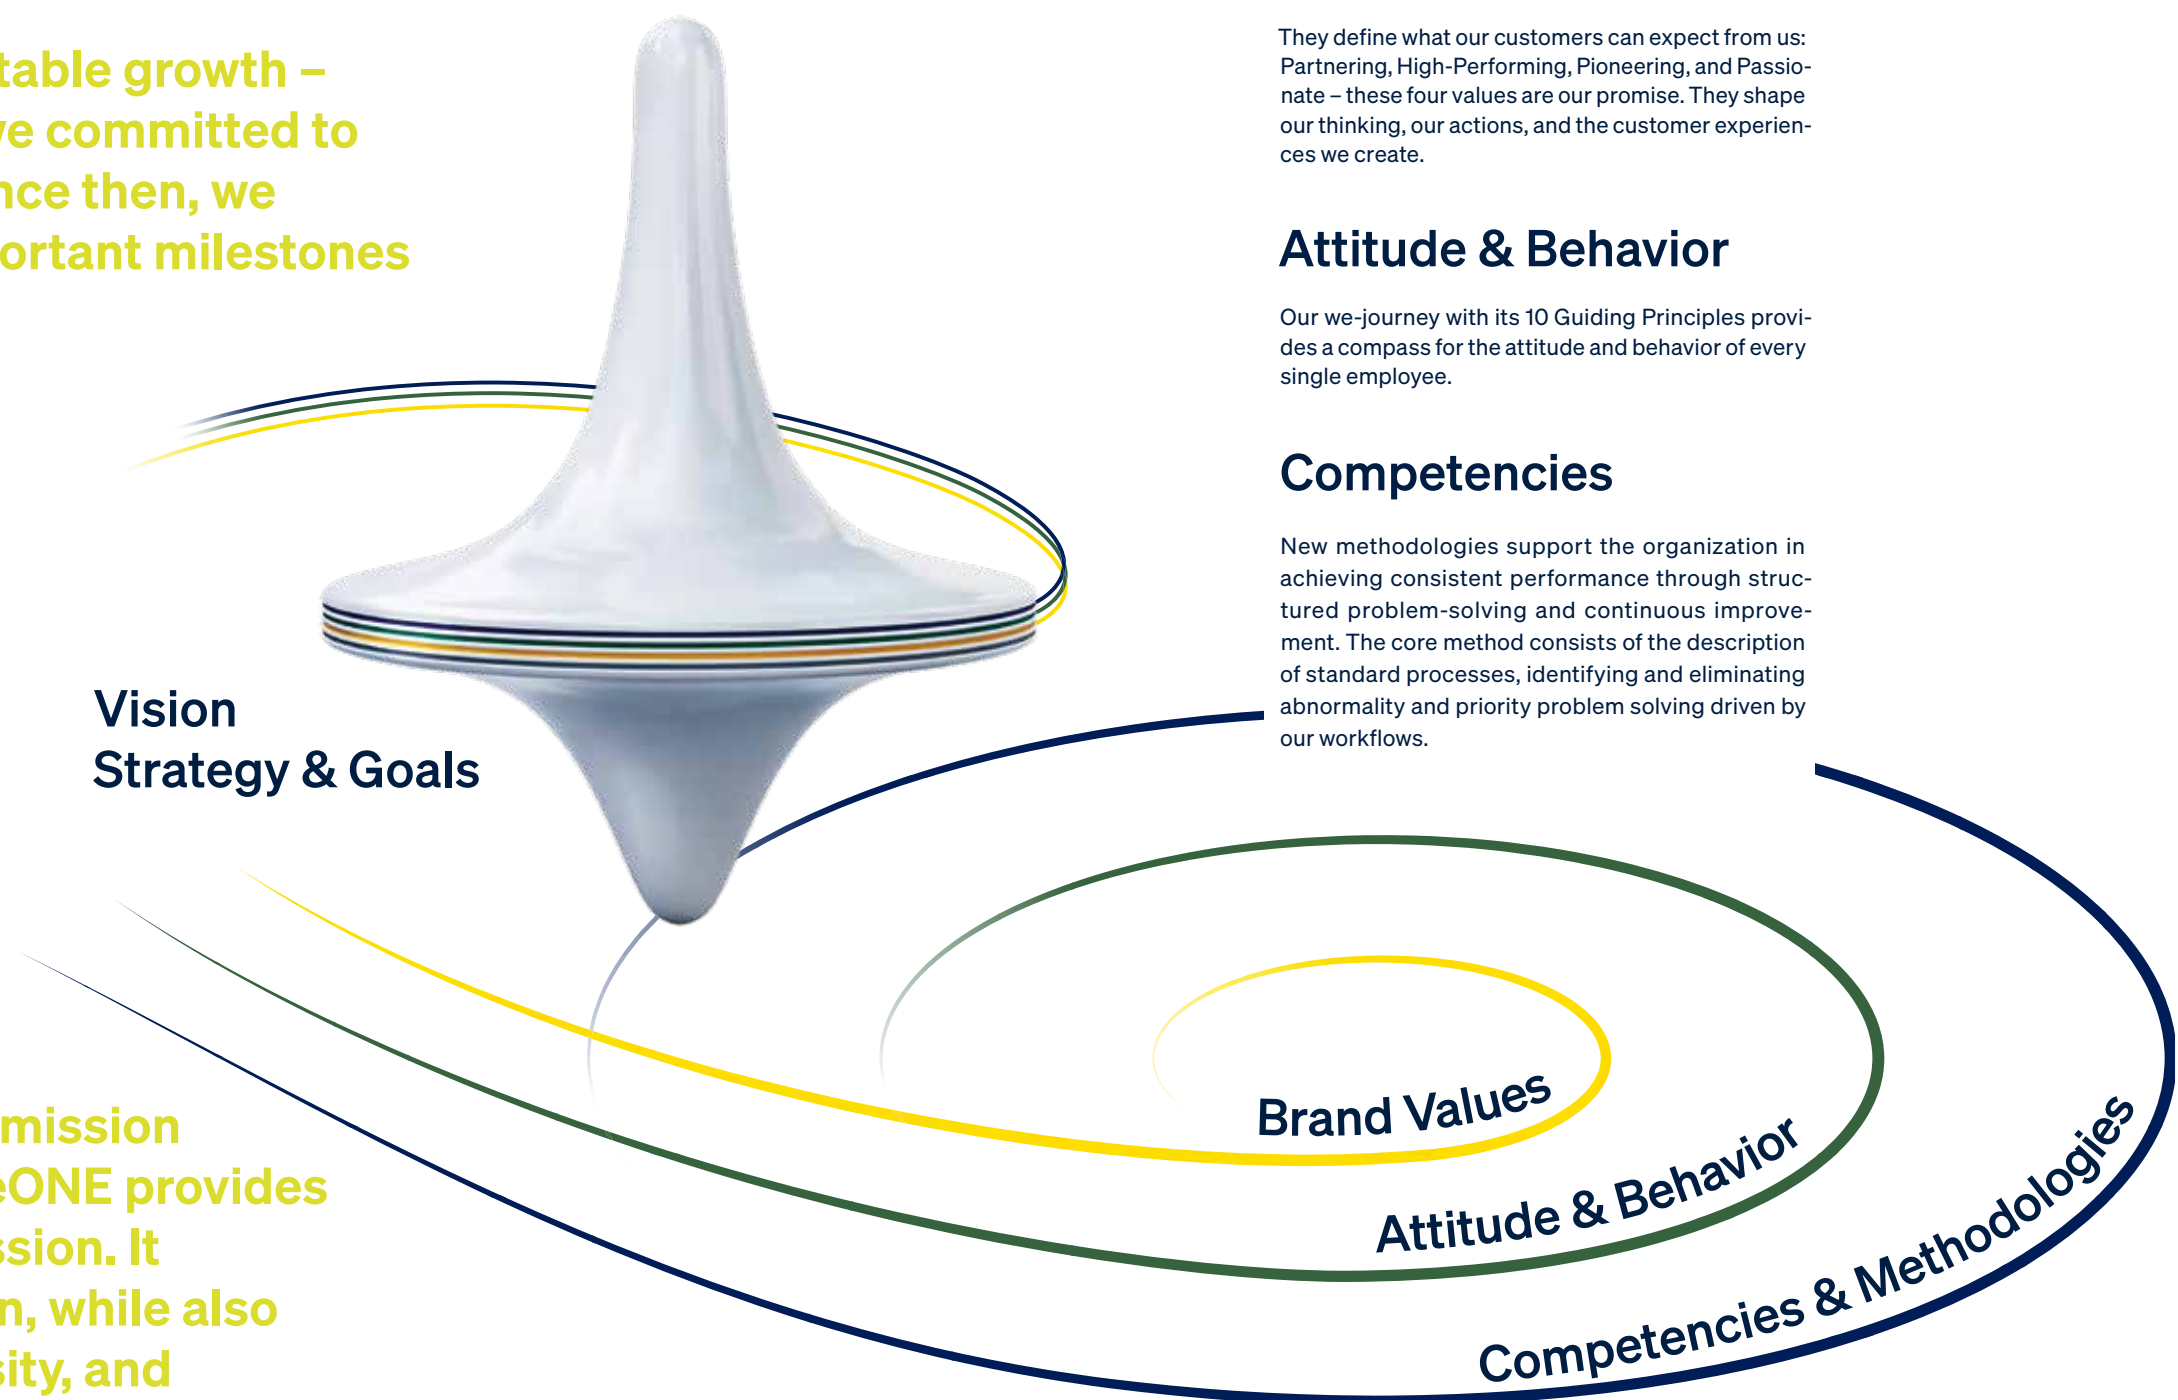 table growth –
ve committed to
nce then, we
portant milestones
They define what our customers can expect from us:
Partnering, High-Performing, Pioneering, and Passio-
nate – these four values are our promise. They shape
our thinking, our actions, and the customer experien-
ces we create.
Attitude & Behavior
Our we-journey with its 10 Guiding Principles provi-
des a compass for the attitude and behavior of every
single employee.
Competencies
New methodologies support the organization in
achieving consistent performance through struc-
tured problem-solving and continuous improve-
ment. The core method consists of the description
of standard processes, identifying and eliminating
abnormality and priority problem solving driven by
our workflows.
Vision
Strategy & Goals
mission
eONE provides
ssion. It
n, while also
sity, and
Brand Values
Attitude & Behavior
Competencies & Methodologies